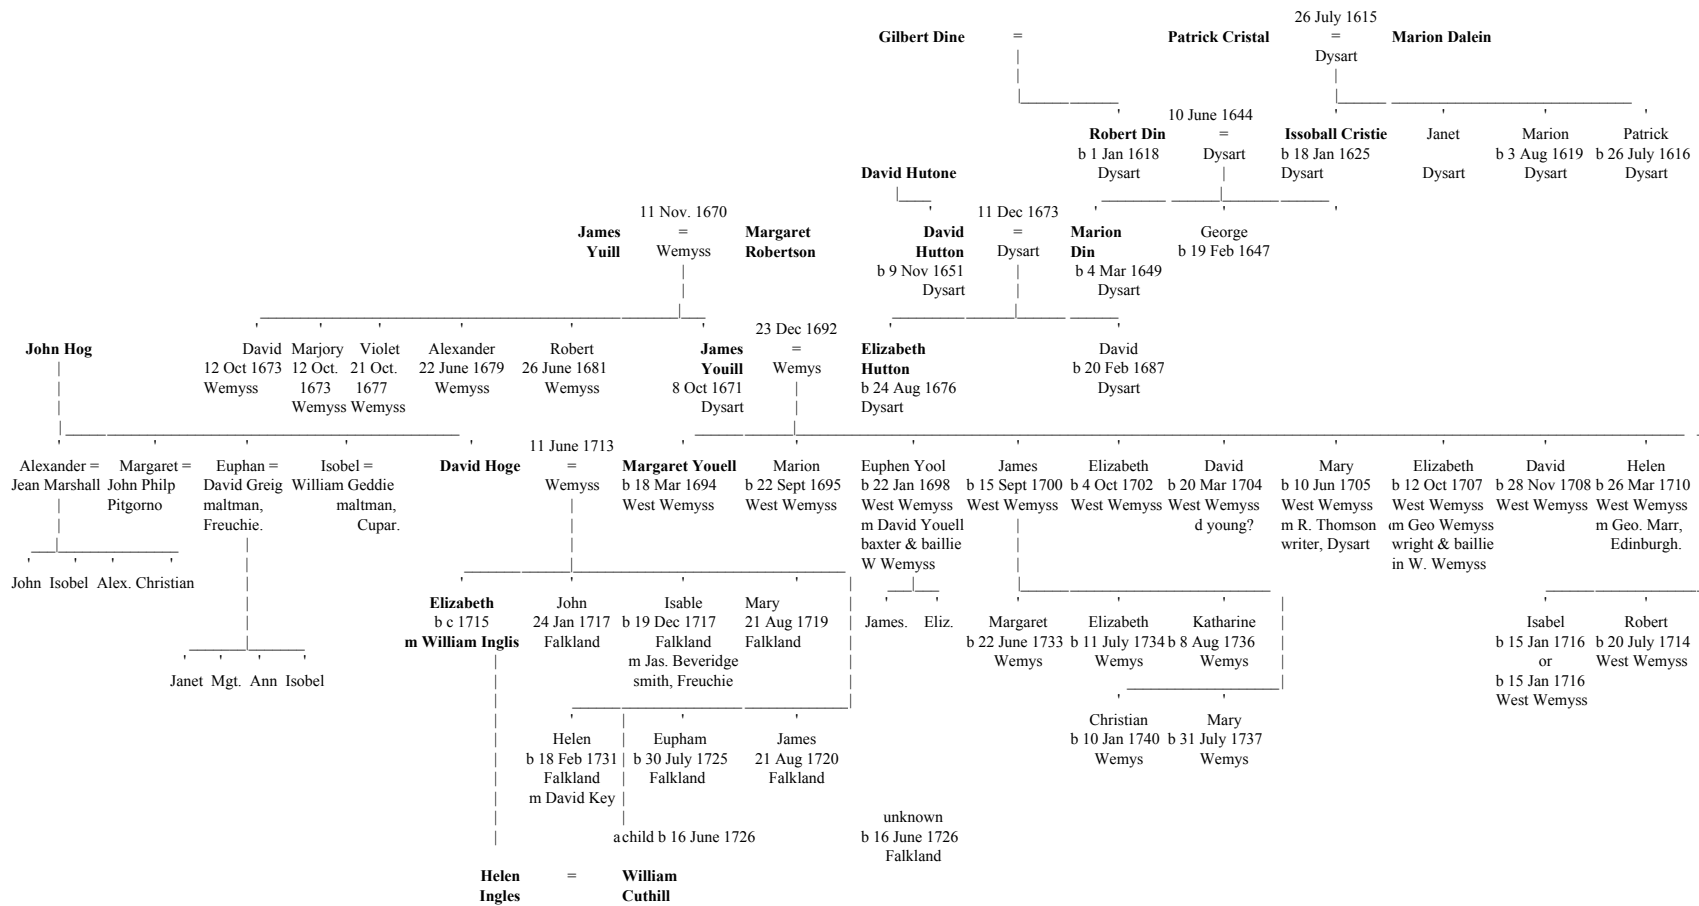 26 July 1615
Gilbert Dine = Patrick Cristal = Marion Dalein
Dysart
10 June 1644
Robert Din = Issoball Cristie Janet Marion Patrick
b 1 Jan 1618 Dysart b 18 Jan 1625 b 3 Aug 1619 b 26 July 1616
David Hutone Dysart Dysart Dysart Dysart Dysart
11 Nov. 1670 11 Dec 1673
James = Margaret David = Marion George
Yuill Wemyss Robertson Hutton Dysart Din b 19 Feb 1647
b 9 Nov 1651 b 4 Mar 1649
Dysart Dysart
23 Dec 1692
John Hog David Marjory Violet Alexander Robert James = Elizabeth David
12 Oct 1673 12 Oct. 21 Oct. 22 June 1679 26 June 1681 Youill Wemys Hutton b 20 Feb 1687
Wemyss 1673 1677 Wemyss Wemyss 8 Oct 1671 b 24 Aug 1676 Dysart
Wemyss Wemyss Dysart Dysart
11 June 1713
Alexander = Margaret = Euphan = Isobel = David Hoge = Margaret Youell Marion Euphen Yool James Elizabeth David Mary Elizabeth David Helen
Jean Marshall John Philp David Greig William Geddie Wemyss b 18 Mar 1694 b 22 Sept 1695 b 22 Jan 1698 b 15 Sept 1700 b 4 Oct 1702 b 20 Mar 1704 b 10 Jun 1705 b 12 Oct 1707 b 28 Nov 1708 b 26 Mar 1710
Pitgorno maltman, maltman, West Wemyss West Wemyss West Wemyss West Wemyss West Wemyss West Wemyss West Wemyss West Wemyss West Wemyss West Wemyss
Freuchie. Cupar. m David Youell d young? m R. Thomson m Geo Wemyss m Geo. Marr,
baxter & baillie writer, Dysart wright & baillie Edinburgh.
W Wemyss in W. Wemyss
John Isobel Alex. Christian
Elizabeth John Isable Mary James. Eliz. Margaret Elizabeth Katharine Isabel Robert
b c 1715 24 Jan 1717 b 19 Dec 1717 21 Aug 1719 b 22 June 1733 b 11 July 1734 b 8 Aug 1736 b 15 Jan 1716 b 20 July 1714
m William Inglis Falkland Falkland Falkland Wemys Wemys Wemys or West Wemyss
m Jas. Beveridge b 15 Jan 1716
Janet Mgt. Ann Isobel smith, Freuchie West Wemyss
Christian Mary
Helen Eupham James b 10 Jan 1740 b 31 July 1737
b 18 Feb 1731 b 30 July 1725 21 Aug 1720 Wemys Wemys
Falkland Falkland Falkland
m David Key
unknown
a child b 16 June 1726 b 16 June 1726
Falkland
Helen = William
Ingles Cuthill